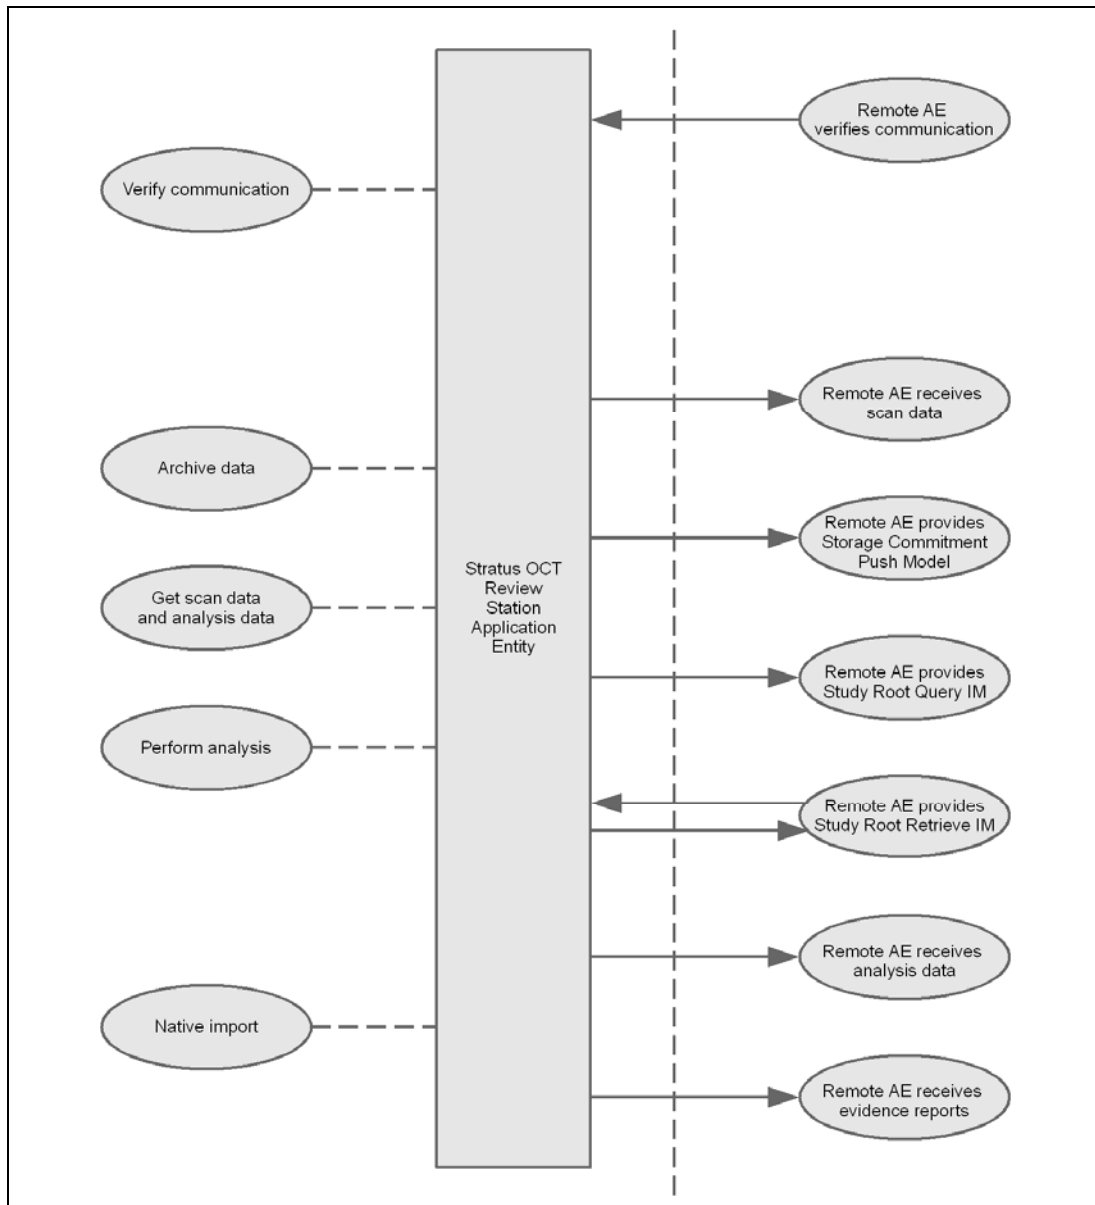 Remote AE
verifies communication
Verify communication
Remote AE receives
scan data
Archive data
Remote AE provides
Storage Commitment
Push Model
Stratus OCT
Review
Station
Application
Entity
Get scan data
and analysis data
Remote AE provides
Study Root Query IM
Perform analysis
Remote AE provides
Study Root Retrieve IM
Remote AE receives
analysis data
Native import
Remote AE receives
evidence reports